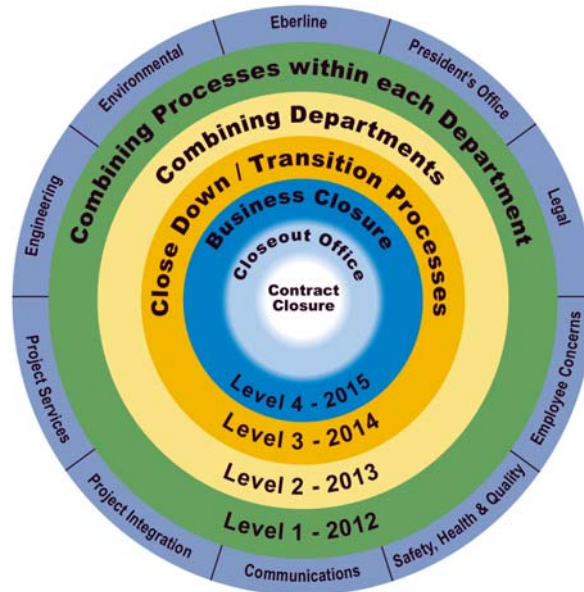 Eberline
President's Office
Legal
Employee Concerns
Safety, Health & Quality
Communications
Project Integration
Project Services
Engineering
Environmental
Combining Processes within each Department
Combining Departments
Close Down / Transition Processes
Business Closure
Closeout Office
Contract
Closure
Level 4 - 2015
Level 3 - 2014
Level 2 - 2013
Level 1 - 2012